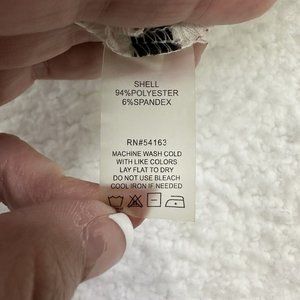 SHELL
94%POLYESTER
6%SPANDEX
RN#54163
MACHINE WASH COLD
WITH LIKE COLORS
LAY FLAT TO DRY
DO NOT USE BLEACH
COOL IRON IF NEEDED